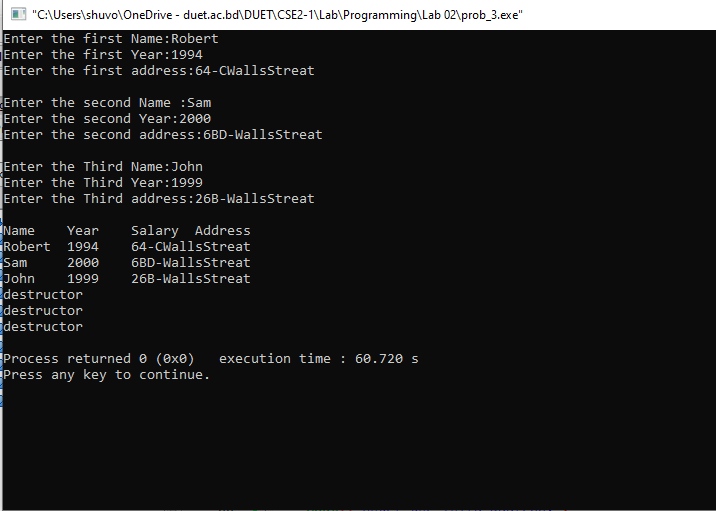 "C:\Users\shuvo\OneDrive - duet.ac.bd\DUET\CSE2-1\Lab\Programming\Lab 02\prob_3.exe"
Enter the first Name:Robert
Enter the first Year:1994
Enter the first address:64-CWallsStreat
Enter the second Name :Sam
Enter the second Year:2000
Enter the second address:6BD-WallsStreat
Enter the Third Name:John
Enter the Third Year:1999
Enter the Third address:26B-WallsStreat
Name    Year    Salary  Address
Robert  1994    64-CWallsStreat
Sam     2000    6BD-WallsStreat
John    1999    26B-WallsStreat
destructor
destructor
destructor
Process returned 0 (0x0)   execution time : 60.720 s
Press any key to continue.